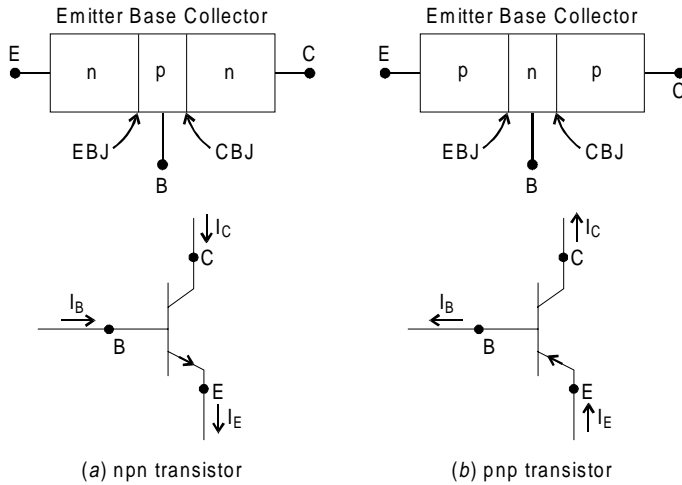 Emitter Base Collector
E
C
n
p
n
EBJ
CBJ
B
I_C
C
I_B
B
E
I_E
(a) npn transistor
Emitter Base Collector
E
C
p
n
p
EBJ
CBJ
B
I_C
C
I_B
B
E
I_E
(b) pnp transistor